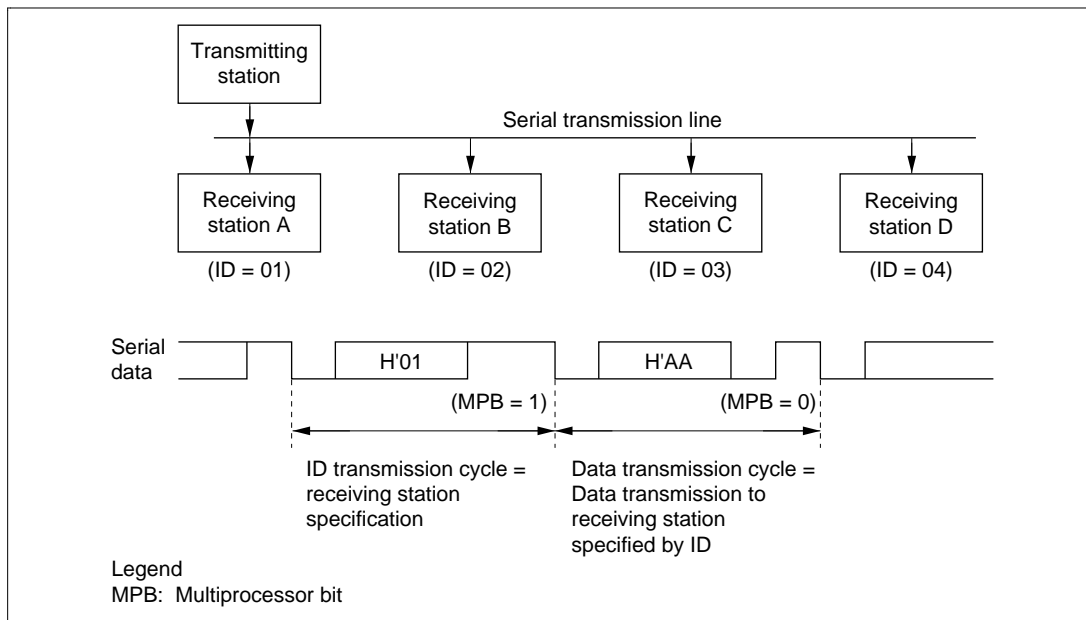 Transmitting
station
Serial transmission line
Receiving
station A
Receiving
station B
Receiving
station C
Receiving
station D
(ID = 01)
(ID = 02)
(ID = 03)
(ID = 04)
Serial
data
H'01
H'AA
(MPB = 1)
(MPB = 0)
ID transmission cycle =
receiving station
specification
Data transmission cycle =
Data transmission to
receiving station
specified by ID
Legend
MPB: Multiprocessor bit